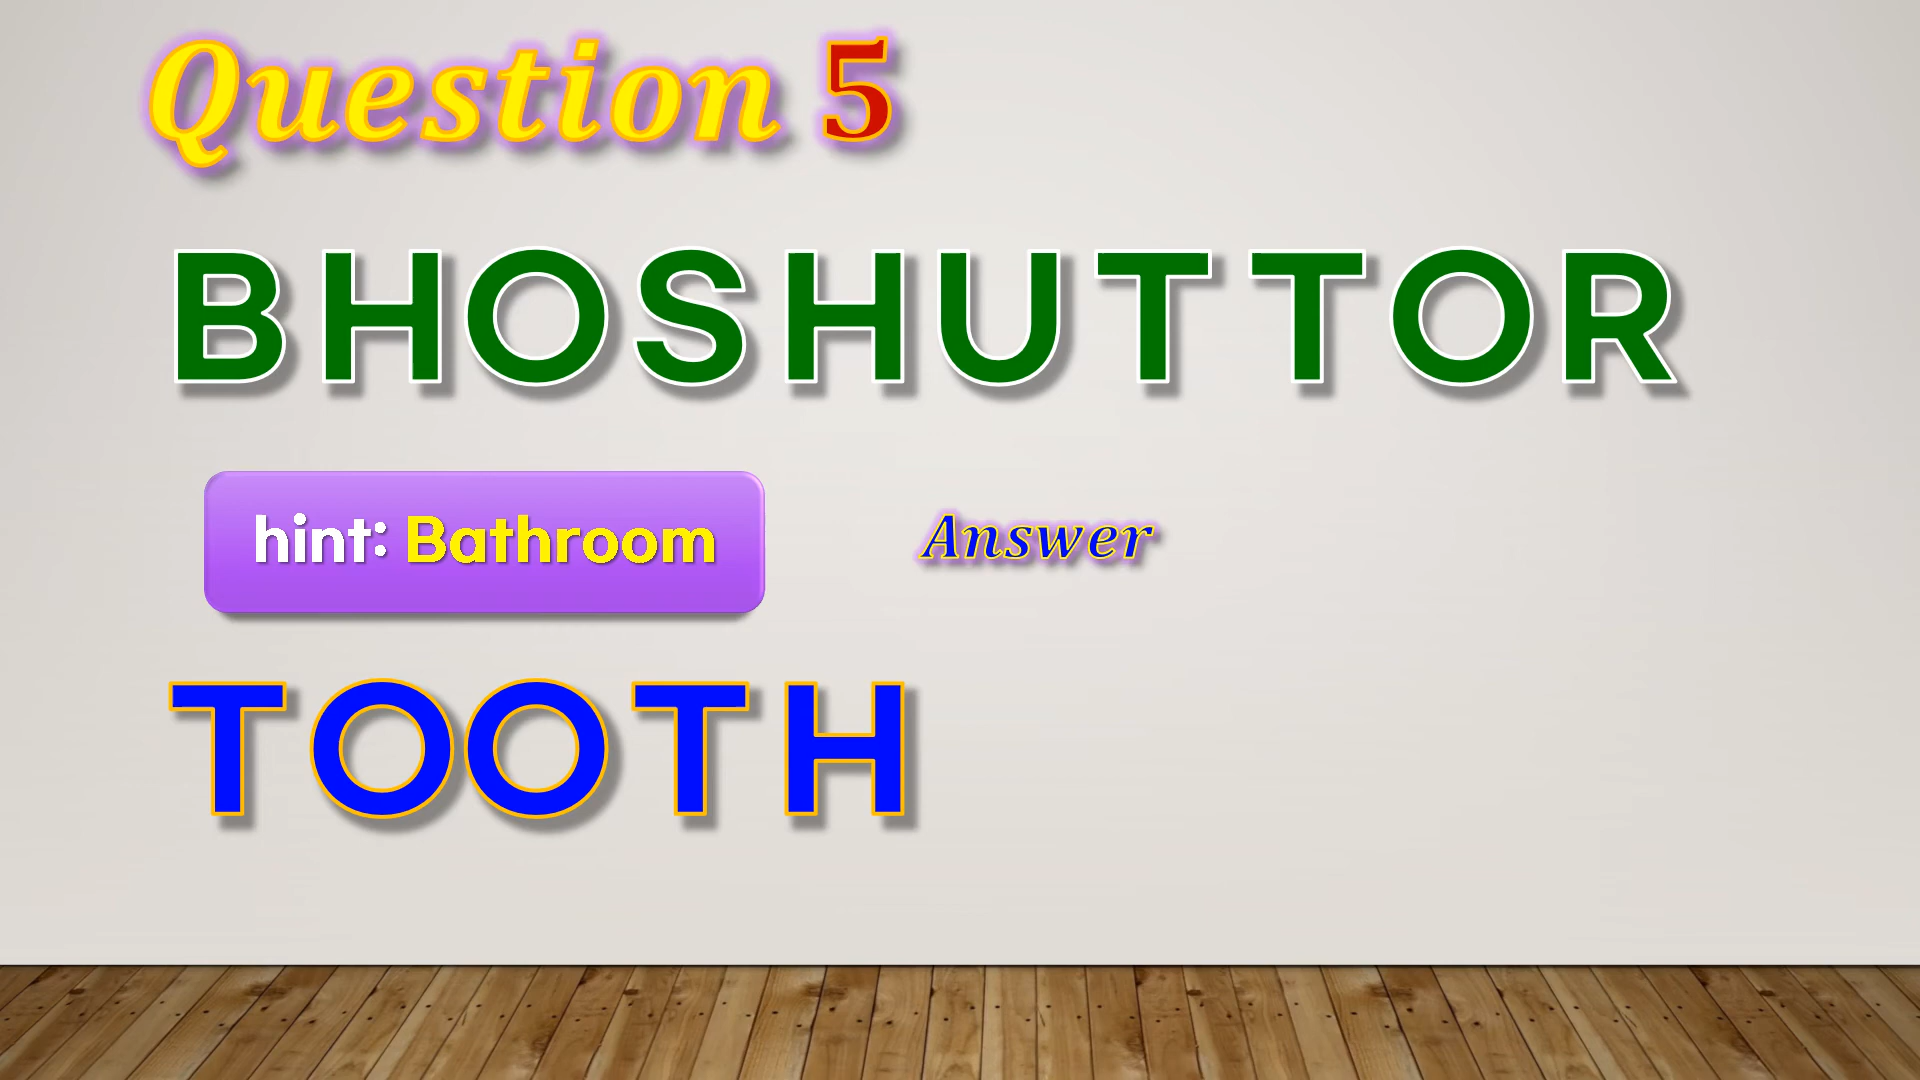 Question 5
BHOSHUTTOR
hint: Bathroom
Answer
TOOTH